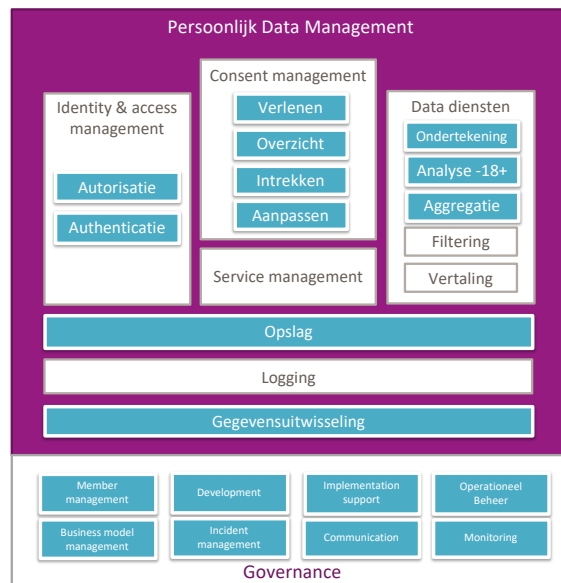 Persoonlijk Data Management
Consent management
Verlenen
Overzicht
Intrekken
Aanpassen
Identity & access
management
Autorisatie
Authenticatie
Data diensten
Ondertekening
Analyse -18+
Aggregatie
Filtering
Vertaling
Service management
Opslag
Logging
Gegevensuitwisseling
Member
management
Development
Implementation
support
Operationeel
Beheer
Business model
management
Incident
management
Communication
Monitoring
Governance